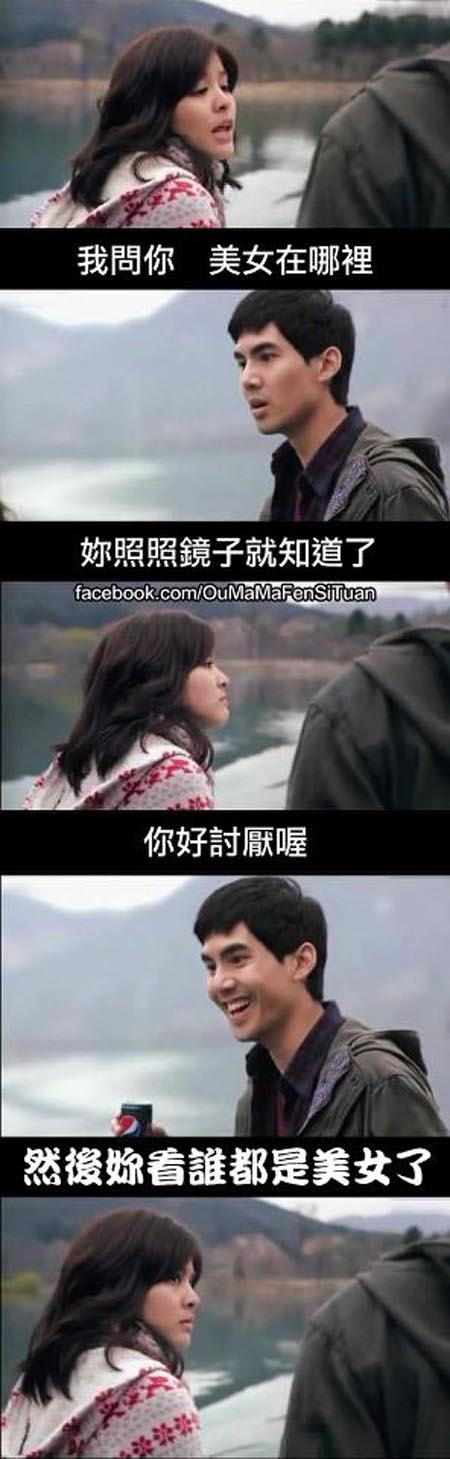 我問你　美女在哪裡
妳照照鏡子就知道了
facebook.com/OuMaMaFenSiTuan
你好討厭喔
然後妳看誰都是美女了